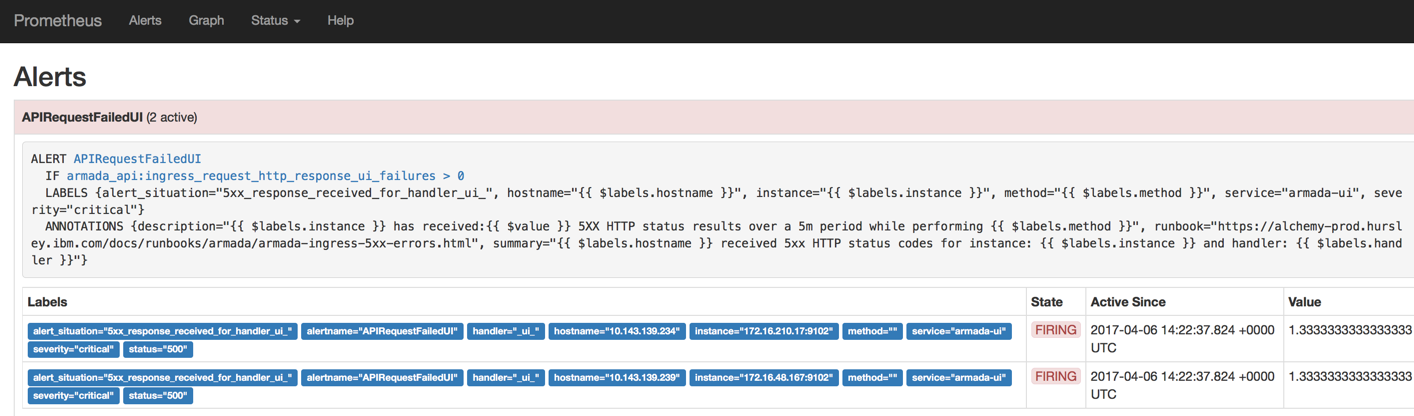 Prometheus Alerts Graph Status Help
Alerts
APIRequestFailedUI (2 active)
ALERT APIRequestFailedUI
IF armada_api:ingress_request_http_response_ui_failures > 0
LABELS {alert_situation="5xx_response_received_for_handler_ui_", hostname="{{ $labels.hostname }}", instance="{{ $labels.instance }}", method="{{ $labels.method }}", service="armada-ui", seve
rity="critical"}
ANNOTATIONS {description="{{ $labels.instance }} has received:{{ $value }} 5XX HTTP status results over a 5m period while performing {{ $labels.method }}", runbook="https://alchemy-prod.hursl
ey.ibm.com/docs/runbooks/armada/armada-ingress-5xx-errors.html", summary="{{ $labels.hostname }} received 5xx HTTP status codes for instance: {{ $labels.instance }} and handler: {{ $labels.hand
ler }}"}
Labels State Active Since Value
alert_situation="5xx_response_received_for_handler_ui_" alertname="APIRequestFailedUI" handler="_ui_" hostname="10.143.139.234" instance="172.16.210.17:9102" method="" service="armada-ui" FIRING 2017-04-06 14:22:37.824 +0000 1.3333333333333333
severity="critical" status="500" UTC
alert_situation="5xx_response_received_for_handler_ui_" alertname="APIRequestFailedUI" handler="_ui_" hostname="10.143.139.239" instance="172.16.48.167:9102" method="" service="armada-ui" FIRING 2017-04-06 14:22:37.824 +0000 1.3333333333333333
severity="critical" status="500" UTC